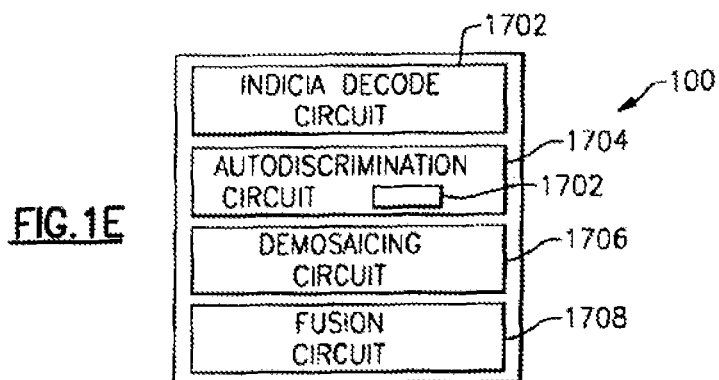 1702
INDICIA DECODE
CIRCUIT
100
1704
AUTODISCRIMINATION
CIRCUIT
1702
FIG. 1E
DEMOSAICING
CIRCUIT
1706
FUSION
CIRCUIT
1708